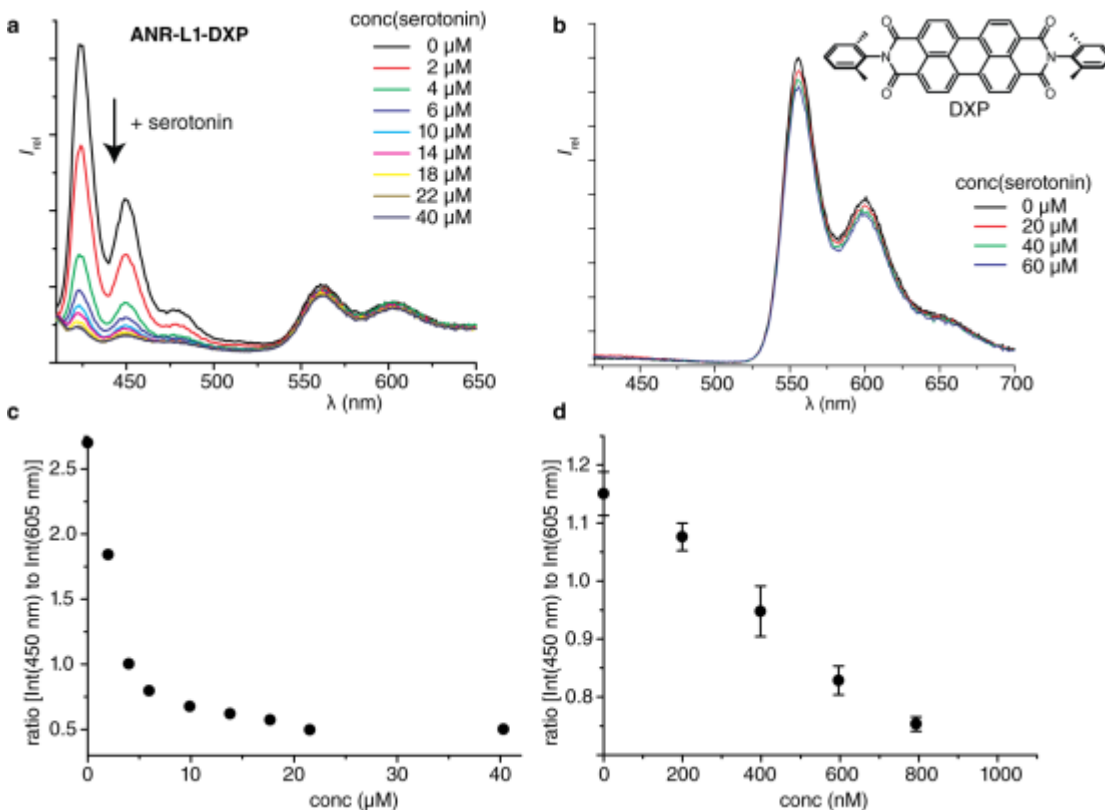 a
ANR-L1-DXP
conc(serotonin)
0 µM
2 µM
4 µM
6 µM
10 µM
14 µM
18 µM
22 µM
40 µM
+ serotonin
I rel
450 500 550 600 650
λ (nm)
b
O O
N N
O O
DXP
conc(serotonin)
0 µM
20 µM
40 µM
60 µM
I rel
450 500 550 600 650 700
λ (nm)
c
ratio [Int(450 nm) to Int(605 nm)]
2.5
2.0
1.5
1.0
0.5
0 10 20 30 40
conc (µM)
d
ratio [Int(450 nm) to Int(605 nm)]
1.2
1.1
1.0
0.9
0.8
0 200 400 600 800 1000
conc (nM)